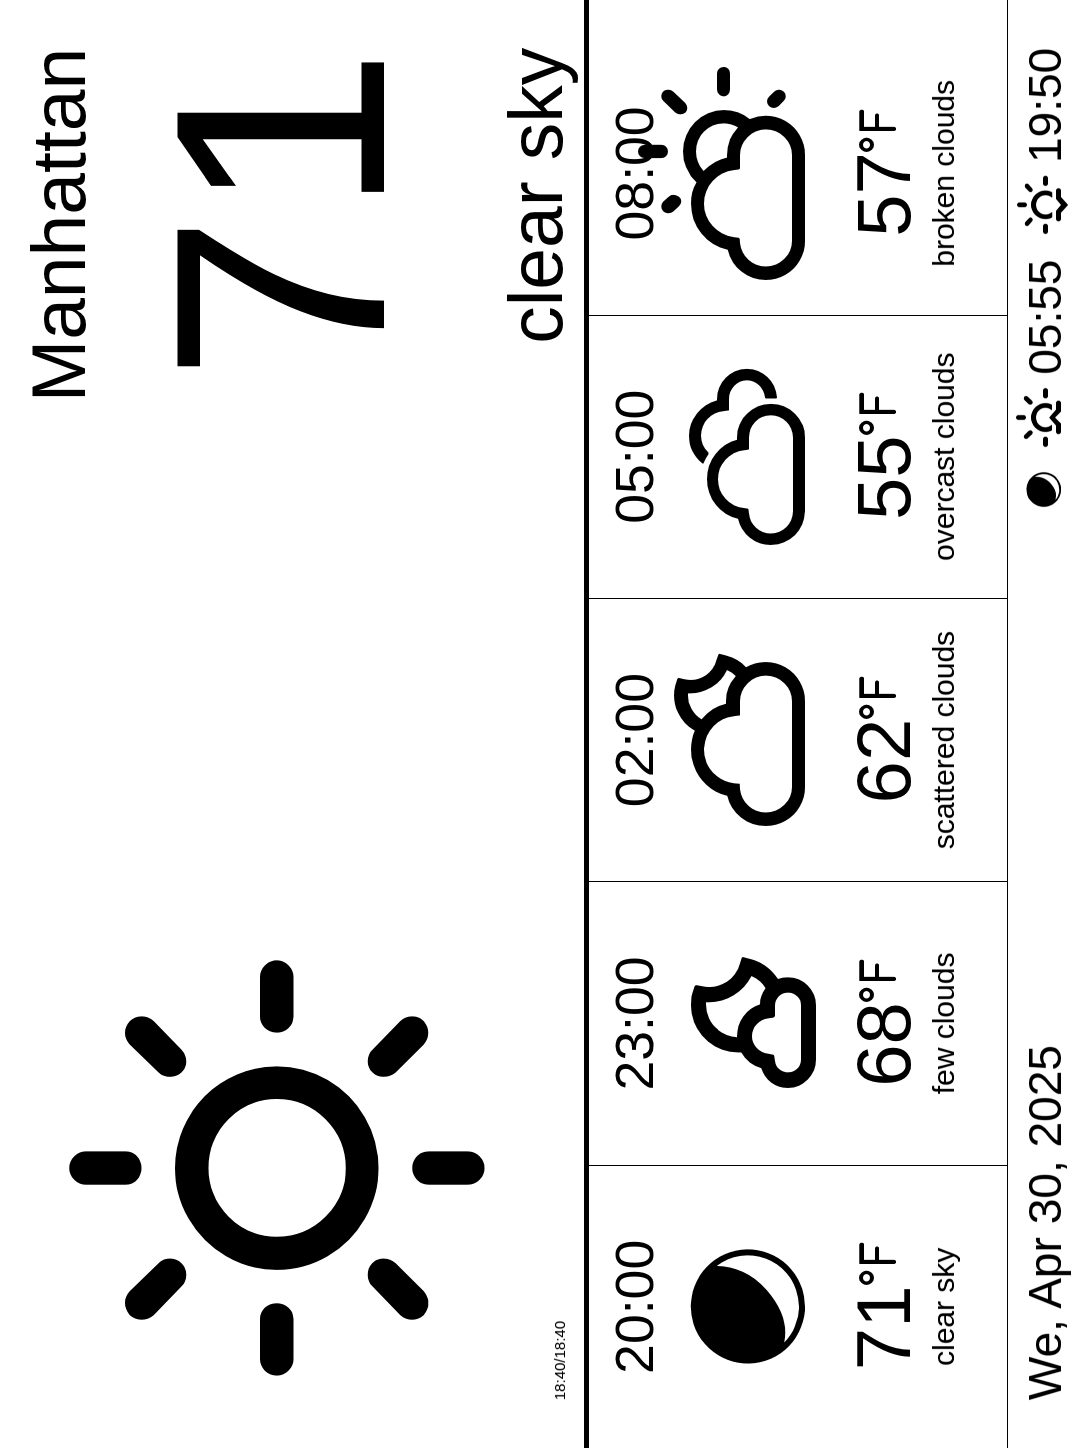 Manhattan
71
clear sky
18:40/18:40
20:00
71°F
clear sky
23:00
68°F
few clouds
02:00
62°F
scattered clouds
05:00
55°F
overcast clouds
08:00
57°F
broken clouds
We, Apr 30, 2025
05:55
19:50